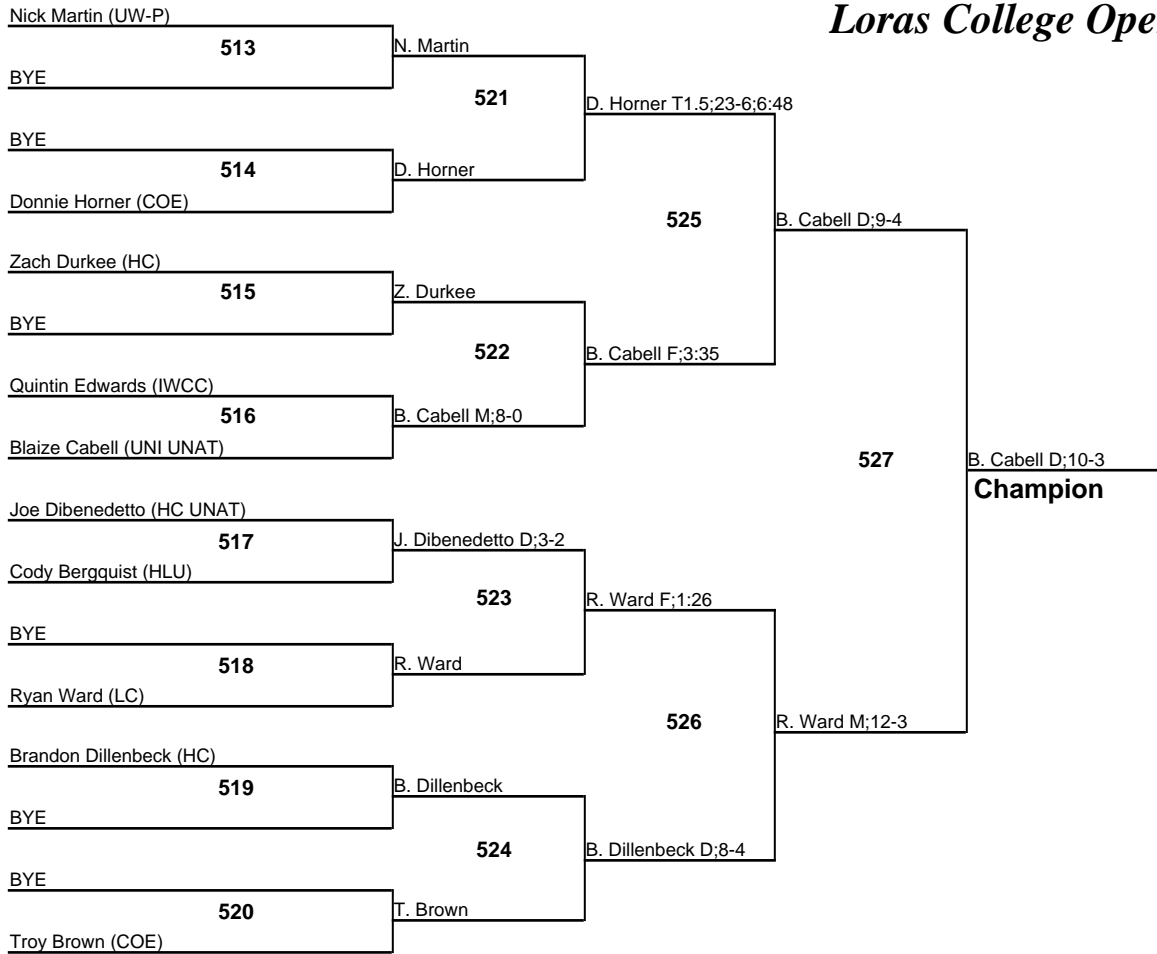 Loras College Ope
Nick Martin (UW-P)
513
BYE
N. Martin
521
BYE
514
Donnie Horner (COE)
D. Horner
D. Horner T1.5;23-6;6:48
525
Zach Durkee (HC)
515
BYE
Z. Durkee
522
Quintin Edwards (IWCC)
516
Blaize Cabell (UNI UNAT)
B. Cabell M;8-0
B. Cabell F;3:35
B. Cabell D;9-4
527
B. Cabell D;10-3
Champion
Joe Dibenedetto (HC UNAT)
517
Cody Bergquist (HLU)
J. Dibenedetto D;3-2
523
BYE
518
Ryan Ward (LC)
R. Ward
R. Ward F;1:26
526
R. Ward M;12-3
Brandon Dillenbeck (HC)
519
BYE
B. Dillenbeck
524
BYE
520
Troy Brown (COE)
T. Brown
B. Dillenbeck D;8-4